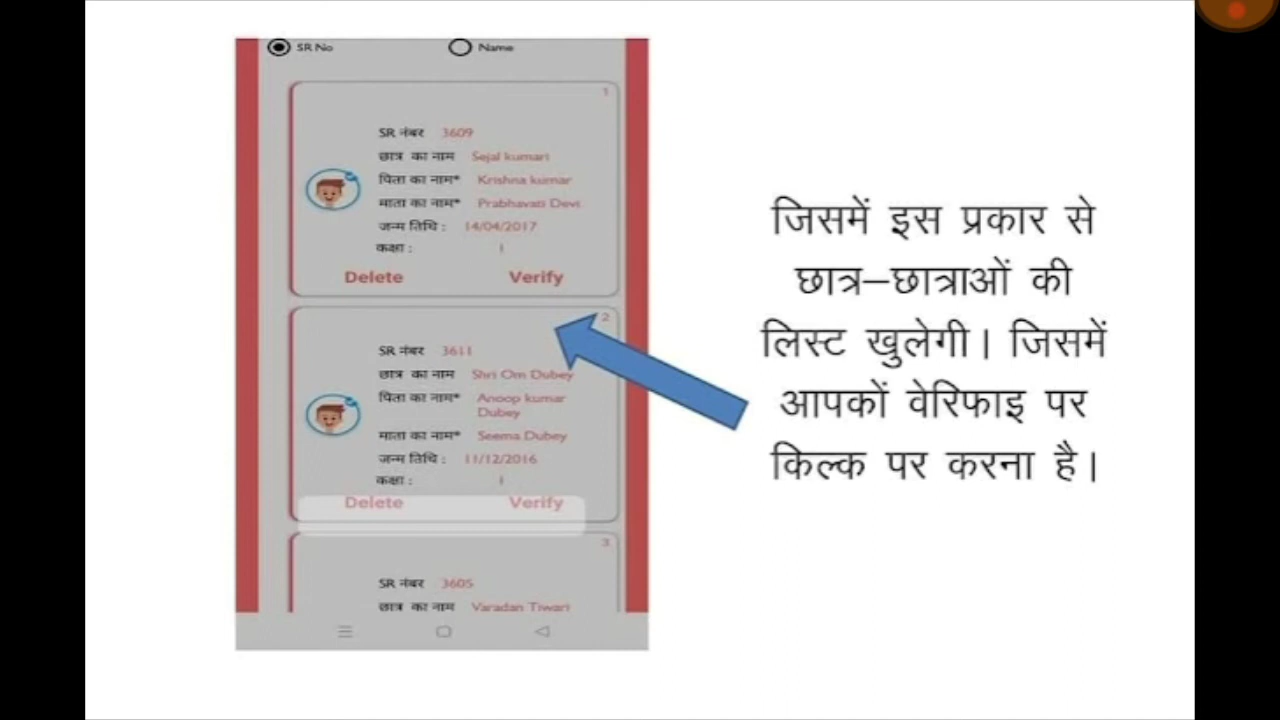 SR No Name
1
SR नंबर 3609
छात्र का नाम Sejal kumari
पिता का नाम* Krishna kumar
माता का नाम* Prabhavati Devi
जन्म तिथि : 14/04/2017
कक्षा : 1
Delete Verify
2
SR नंबर 3611
छात्र का नाम Shri Om Dubey
पिता का नाम* Anoop kumar
Dubey
माता का नाम* Seema Dubey
जन्म तिथि : 11/12/2016
कक्षा : 1
Delete Verify
3
SR नंबर 3605
छात्र का नाम Varadan Tiwari
जिसमें इस प्रकार से
छात्र–छात्राओं की
लिस्ट खुलेगी। जिसमें
आपकों वेरिफाइ पर
किल्क पर करना है।